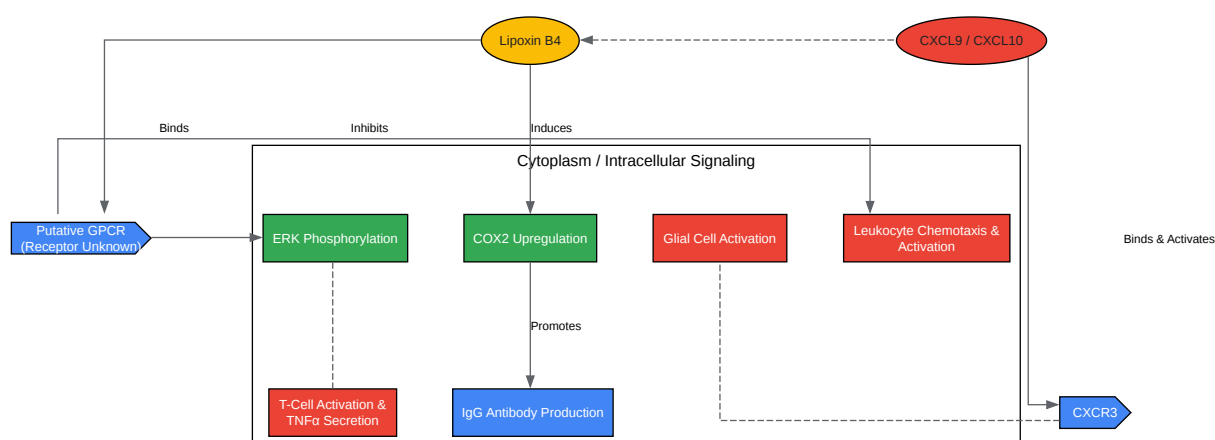 Lipoxin B4
CXCL9 / CXCL10
Binds
Inhibits
Induces
Cytoplasm / Intracellular Signaling
Putative GPCR
(Receptor Unknown)
ERK Phosphorylation
COX2 Upregulation
Glial Cell Activation
Leukocyte Chemotaxis &
Activation
Binds & Activates
Promotes
T-Cell Activation &
TNFα Secretion
IgG Antibody Production
CXCR3